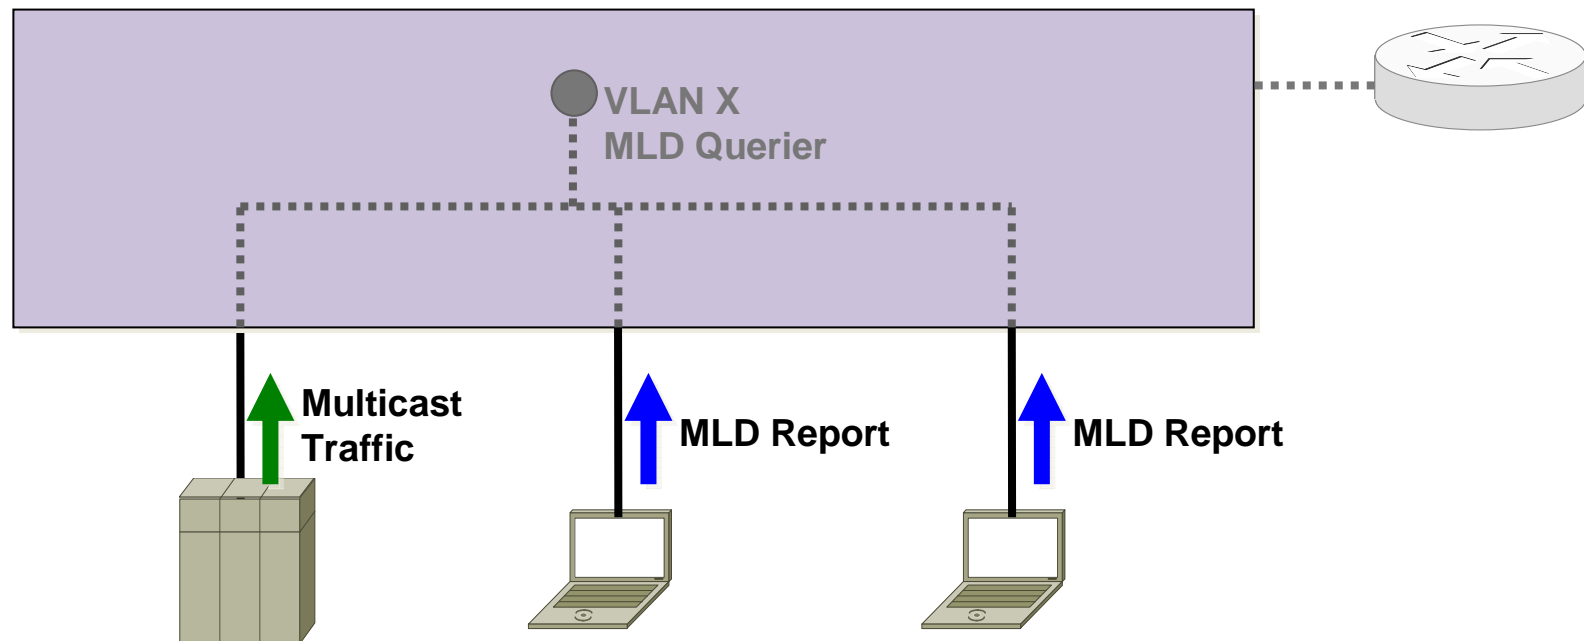 VLAN X
MLD Querier
Multicast
Traffic
MLD Report
MLD Report